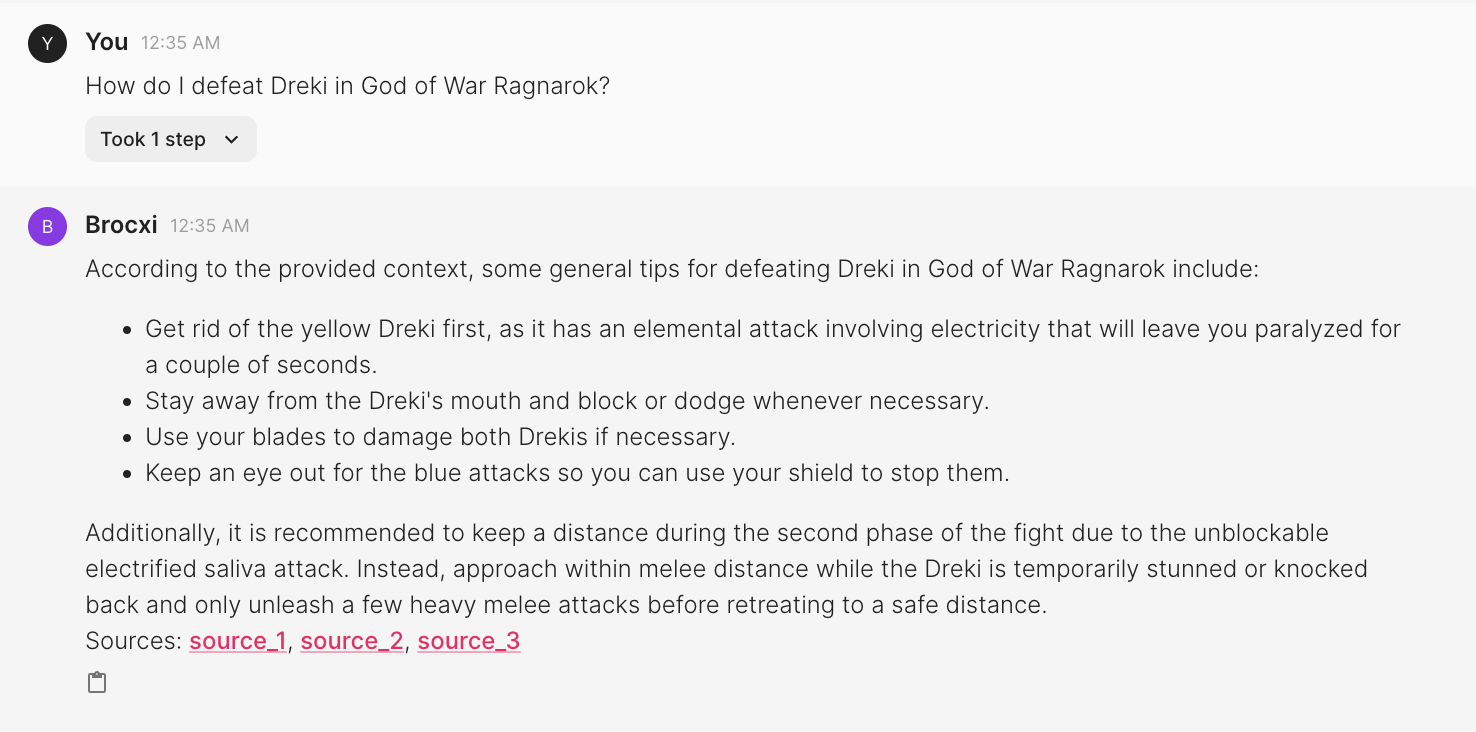 Y
You 12:35 AM
How do I defeat Dreki in God of War Ragnarok?
Took 1 step
B
Brocxi 12:35 AM
According to the provided context, some general tips for defeating Dreki in God of War Ragnarok include:
• Get rid of the yellow Dreki first, as it has an elemental attack involving electricity that will leave you paralyzed for
a couple of seconds.
• Stay away from the Dreki's mouth and block or dodge whenever necessary.
• Use your blades to damage both Drekis if necessary.
• Keep an eye out for the blue attacks so you can use your shield to stop them.
Additionally, it is recommended to keep a distance during the second phase of the fight due to the unblockable
electrified saliva attack. Instead, approach within melee distance while the Dreki is temporarily stunned or knocked
back and only unleash a few heavy melee attacks before retreating to a safe distance.
Sources: source_1, source_2, source_3